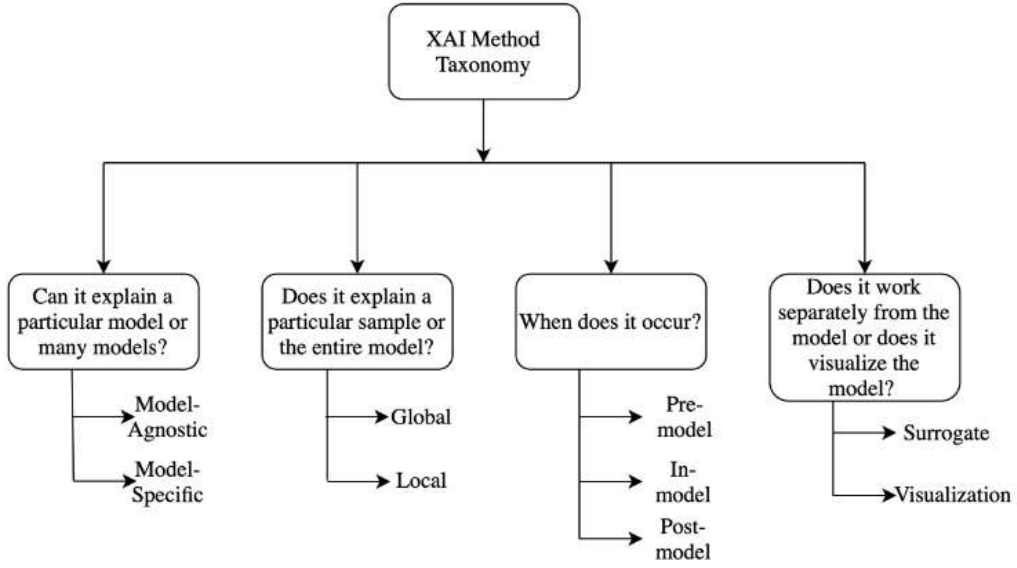 XAI Method
Taxonomy
Can it explain a
particular model or
many models?
Model-
Agnostic
Model-
Specific
Does it explain a
particular sample or
the entire model?
Global
Local
When does it occur?
Pre-
model
In-
model
Post-
model
Does it work
separately from the
model or does it
visualize the
model?
Surrogate
Visualization